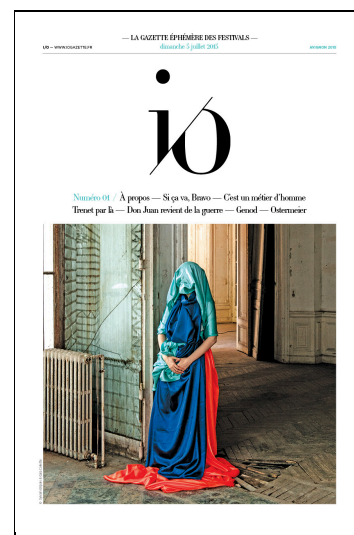 — LA GAZETTE ÉPHÉMÈRE DES FESTIVALS —
I/O — WWW.IOGAZETTE.FR
dimanche 5 juillet 2015
AVIGNON 2015
i/o
Numéro 01 / À propos — Si ça va, Bravo — C'est un métier d'homme
Trenet par là — Don Juan revient de la guerre — Genod — Ostermeier